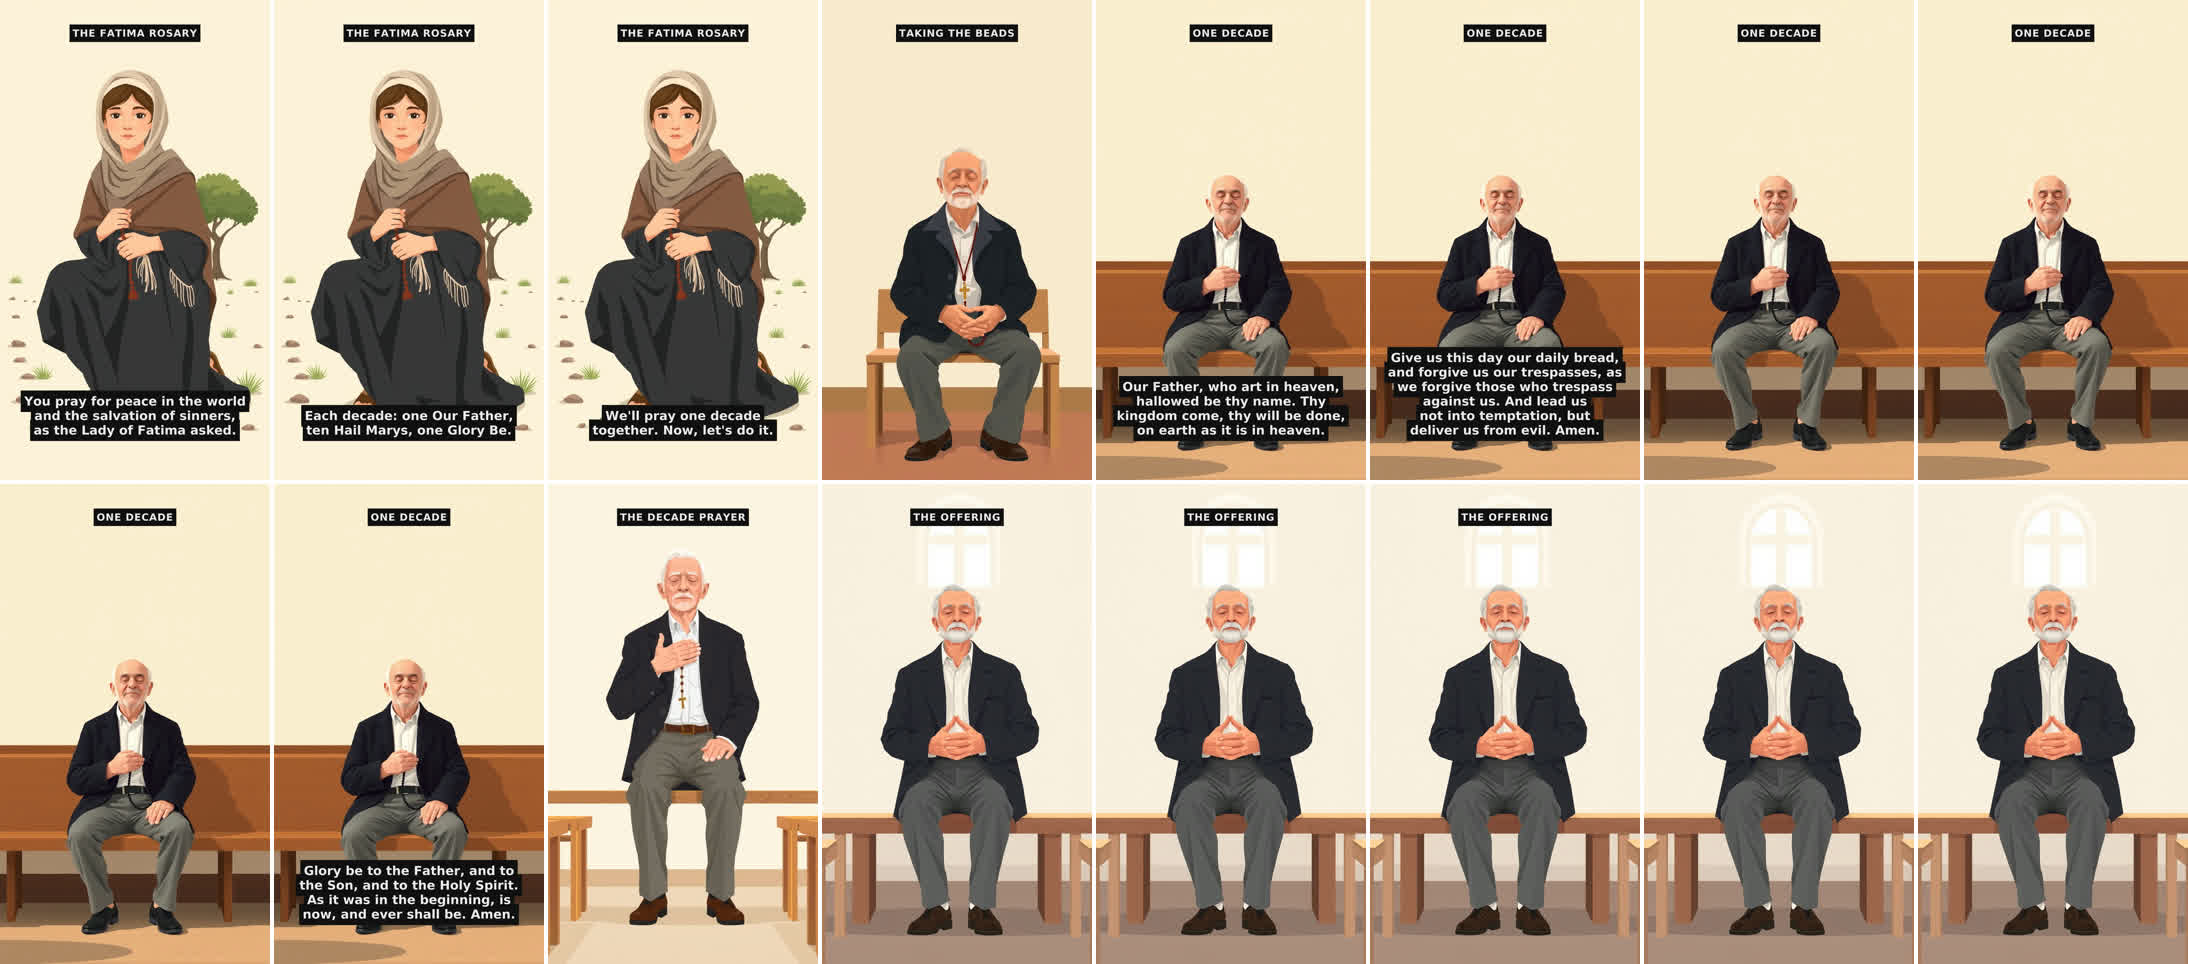 THE FATIMA ROSARY
You pray for peace in the world
and the salvation of sinners,
as the Lady of Fatima asked.
THE FATIMA ROSARY
Each decade: one Our Father,
ten Hail Marys, one Glory Be.
THE FATIMA ROSARY
We'll pray one decade
together. Now, let's do it.
TAKING THE BEADS
ONE DECADE
Our Father, who art in heaven,
hallowed be thy name. Thy
kingdom come, thy will be done,
on earth as it is in heaven.
ONE DECADE
Give us this day our daily bread,
and forgive us our trespasses, as
we forgive those who trespass
against us. And lead us
not into temptation, but
deliver us from evil. Amen.
ONE DECADE
ONE DECADE
ONE DECADE
ONE DECADE
Glory be to the Father, and to
the Son, and to the Holy Spirit.
As it was in the beginning, is
now, and ever shall be. Amen.
THE DECADE PRAYER
THE OFFERING
THE OFFERING
THE OFFERING